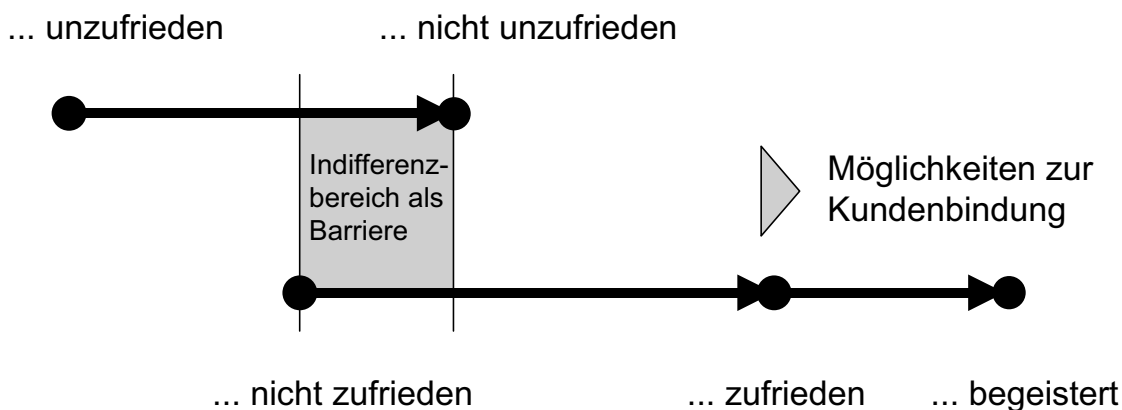 ... unzufrieden
... nicht unzufrieden
Indifferenz-
bereich als
Barriere
Möglichkeiten zur
Kundenbindung
... nicht zufrieden
... zufrieden
... begeistert